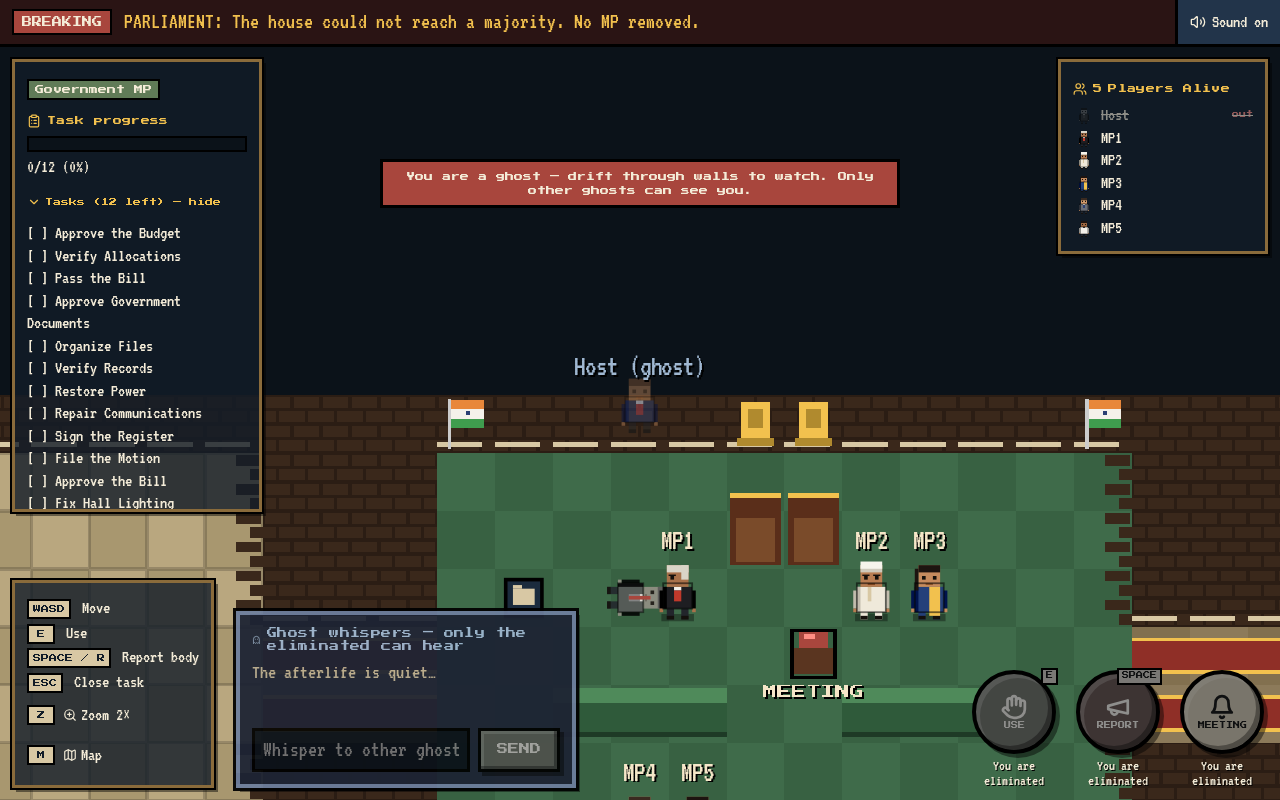 BREAKING PARLIAMENT: The house could not reach a majority. No MP removed.
Sound on
Government MP
Task progress
0/12 (0%)
Tasks (12 left) — hide
[ ] Approve the Budget
[ ] Verify Allocations
[ ] Pass the Bill
[ ] Approve Government
Documents
[ ] Organize Files
[ ] Verify Records
[ ] Restore Power
[ ] Repair Communications
[ ] Sign the Register
[ ] File the Motion
[ ] Approve the Bill
[ ] Fix Hall Lighting
5 Players Alive
Host out
MP1
MP2
MP3
MP4
MP5
You are a ghost — drift through walls to watch. Only
other ghosts can see you.
Host (ghost)
MP1
MP2
MP3
MEETING
MP4
MP5
WASD Move
E Use
SPACE / R Report body
ESC Close task
Z Zoom 2X
M Map
Ghost whispers — only the
eliminated can hear
The afterlife is quiet…
Whisper to other ghost
SEND
E
USE
You are
eliminated
SPACE
REPORT
You are
eliminated
MEETING
You are
eliminated